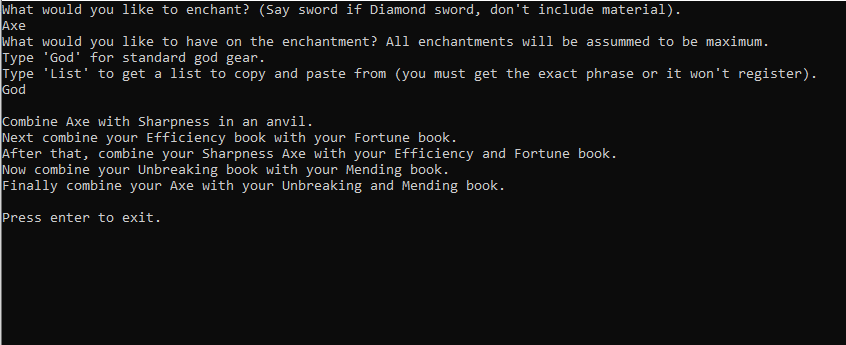 What would you like to enchant? (Say sword if Diamond sword, don't include material).
Axe
What would you like to have on the enchantment? All enchantments will be assummed to be maximum.
Type 'God' for standard god gear.
Type 'List' to get a list to copy and paste from (you must get the exact phrase or it won't register).
God
Combine Axe with Sharpness in an anvil.
Next combine your Efficiency book with your Fortune book.
After that, combine your Sharpness Axe with your Efficiency and Fortune book.
Now combine your Unbreaking book with your Mending book.
Finally combine your Axe with your Unbreaking and Mending book.
Press enter to exit.